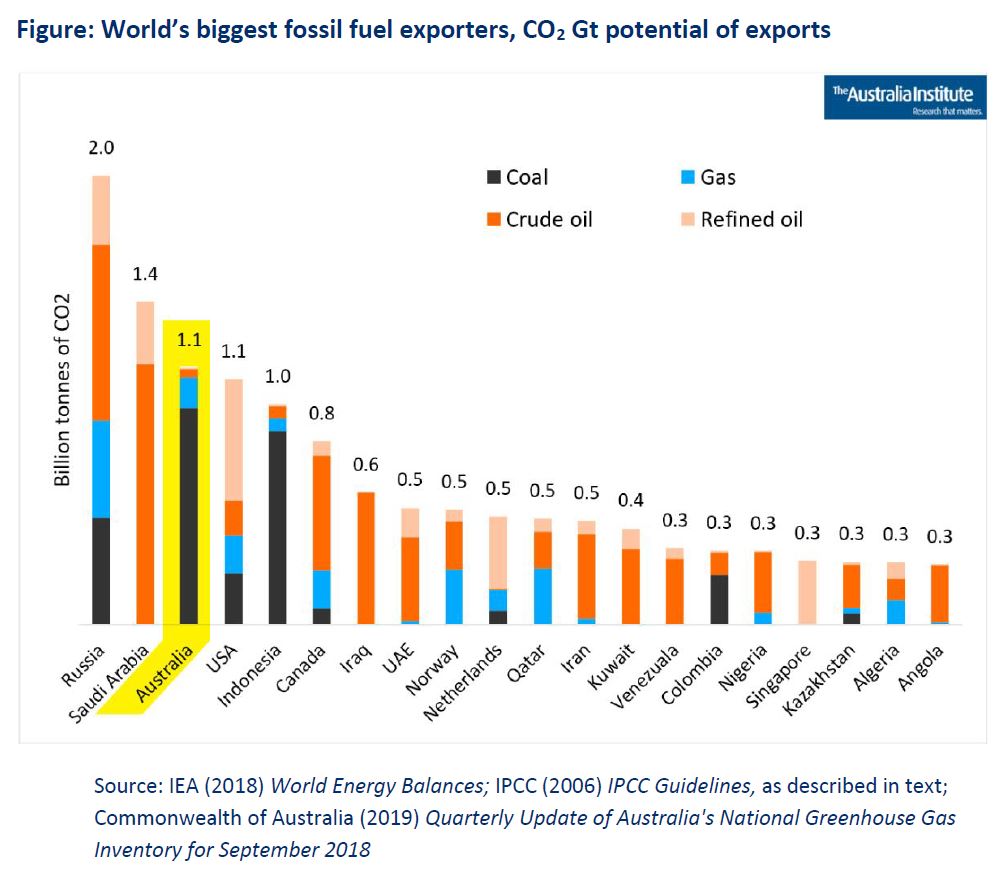 Figure: World's biggest fossil fuel exporters, CO₂ Gt potential of exports
The Australia Institute
Research that matters.
2.0
1.4
1.1
1.1
1.0
0.8
0.6
0.5
0.5
0.5
0.5
0.5
0.4
0.3
0.3
0.3
0.3
0.3
0.3
0.3
Coal
Gas
Crude oil
Refined oil
Billion tonnes of CO2
Russia
Saudi Arabia
Australia
USA
Indonesia
Canada
Iraq
UAE
Norway
Netherlands
Qatar
Iran
Kuwait
Venezuala
Colombia
Nigeria
Singapore
Kazakhstan
Algeria
Angola
Source: IEA (2018) World Energy Balances; IPCC (2006) IPCC Guidelines, as described in text;
Commonwealth of Australia (2019) Quarterly Update of Australia's National Greenhouse Gas
Inventory for September 2018